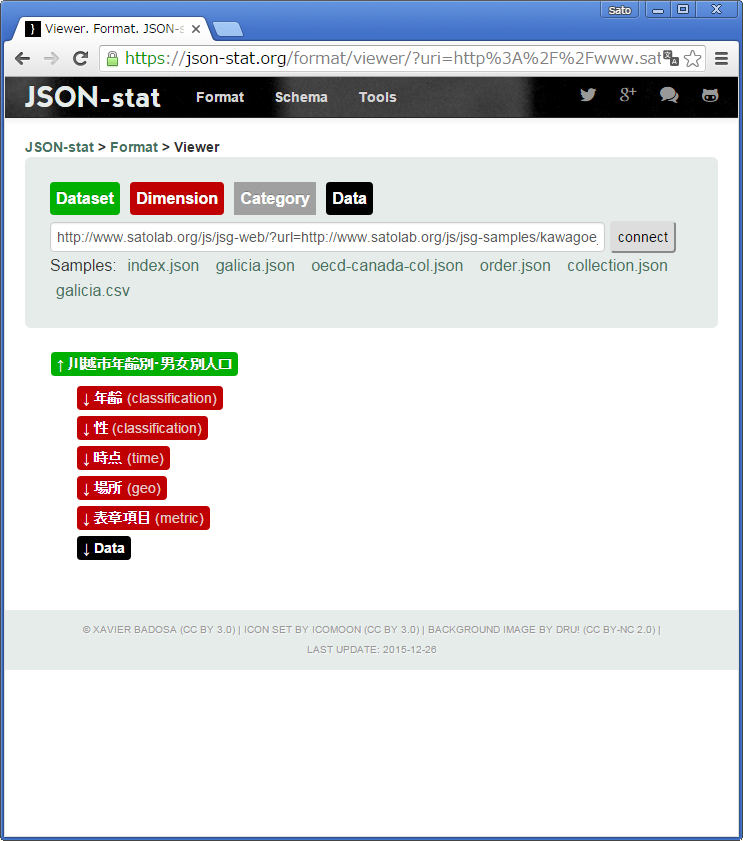 Sato
Viewer. Format. JSON-s
https://json-stat.org/format/viewer/?uri=http%3A%2F%2Fwww.sat
JSON-stat Format Schema Tools
JSON-stat > Format > Viewer
Dataset Dimension Category Data
http://www.satolab.org/js/jsg-web/?url=http://www.satolab.org/js/jsg-samples/kawagoe_ connect
Samples: index.json galicia.json oecd-canada-col.json order.json collection.json
galicia.csv
↑ 川越市年齢別・男女別人口
↓ 年齢 (classification)
↓ 性 (classification)
↓ 時点 (time)
↓ 場所 (geo)
↓ 表章項目 (metric)
↓ Data
© XAVIER BADOSA (CC BY 3.0) | ICON SET BY ICOMOON (CC BY 3.0) | BACKGROUND IMAGE BY DRU! (CC BY-NC 2.0) |
LAST UPDATE: 2015-12-26